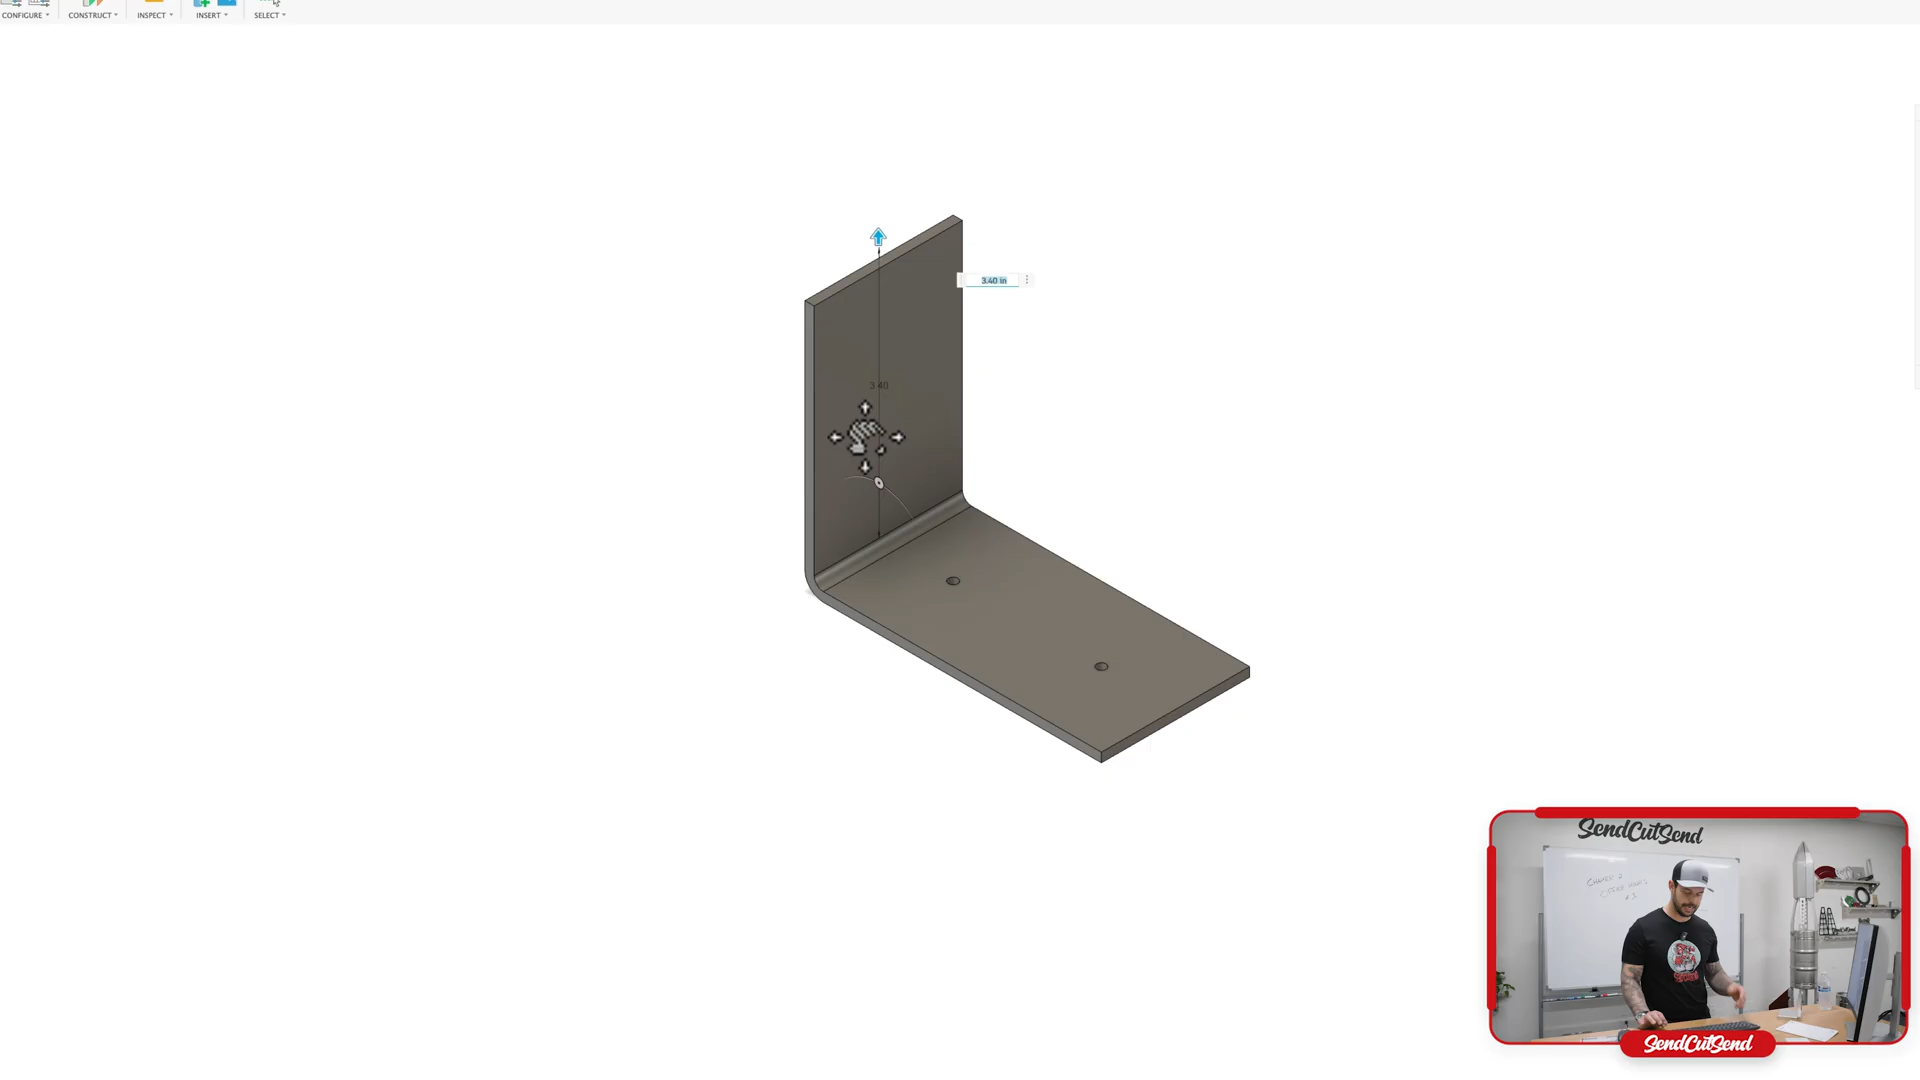 CONFIGURE CONSTRUCT INSPECT INSERT SELECT
3.40 in
3.40
SendCutSend
SendCutSend